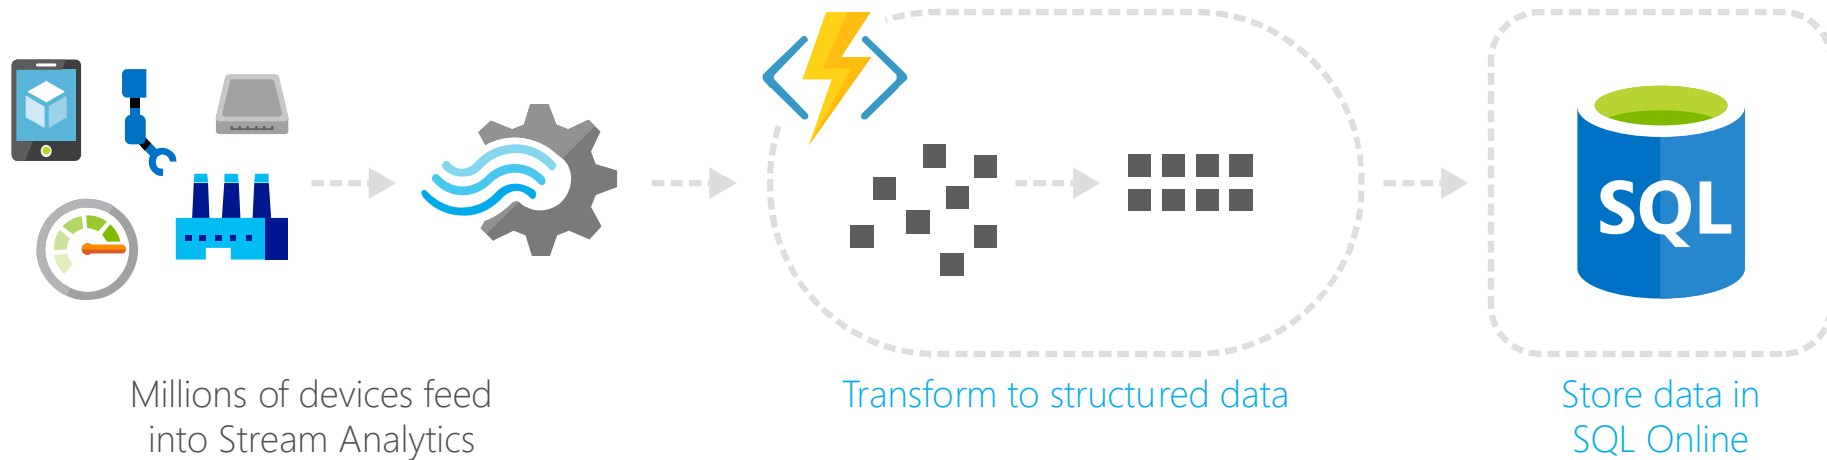 SQL
Millions of devices feed
into Stream Analytics
Transform to structured data
Store data in
SQL Online